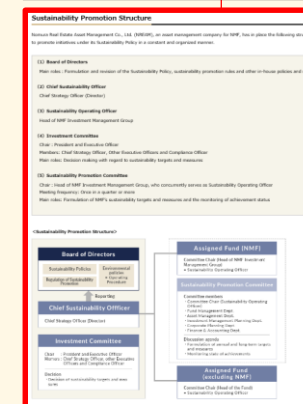 Sustainability Promotion Structure
Nomura Real Estate Asset Management Co., Ltd. (NREAM), an asset management company for NMF, has in place the following
to promote initiatives under its Sustainability Policy in a constant and organized manner.
(1) Board of Directors
Main roles : Formulation and revision of the Sustainability Policy, sustainability promotion rules and other in-house policies and
(2) Chief Sustainability Officer
Chief Strategy Officer (Director)
(3) Sustainability Operating Officer
Head of NMF Investment Management Group
(4) Investment Committee
Chair : President and Executive Officer
Members: Chief Strategy Officer, Other Executive Officers and Compliance Officer
Main roles: Decision making with regard to sustainability targets and measures
(5) Sustainability Promotion Committee
Chair : Head of NMF Investment Management Group, who concurrently serves as Sustainability Operating Officer
Meeting frequency: Once in a quarter or more
Main roles: Formulation of NMF's sustainability targets and measures and the monitoring of achievement status
<Sustainability Promotion Structure>
Board of Directors
Sustainability Policies
Regulation of Sustainability Promotion
Environmental policies
Operating Procedure
Reporting
Chief Sustainability Officer
Chief Strategy Officer (Director)
Investment Committee
Chair : President and Executive Officer
Members : Chief Strategy Officer, other Executive
Officers and Compliance Officer
Decision
- Decision of sustainability targets and mea-
sures
Assigned Fund (NMF)
Committee Chair (Head of NMF Investment
Management Group)
= Sustainability Operating Officer
Sustainability Promotion Committee
Committee members
- Committee Chair (Sustainability Operating
Officer)
- Fund Management Dept.
- Asset Management Dept.
- Investment Management Planning Dept.
- Corporate Planning Dept.
- Finance & Accounting Dept.
Discussion agenda
- Formulation of annual and long-term targets
and measures
- Monitoring state of achievements
Assigned Fund
(excluding NMF)
Committee Chair (Head of the Fund)
= Sustainability Operating Officer